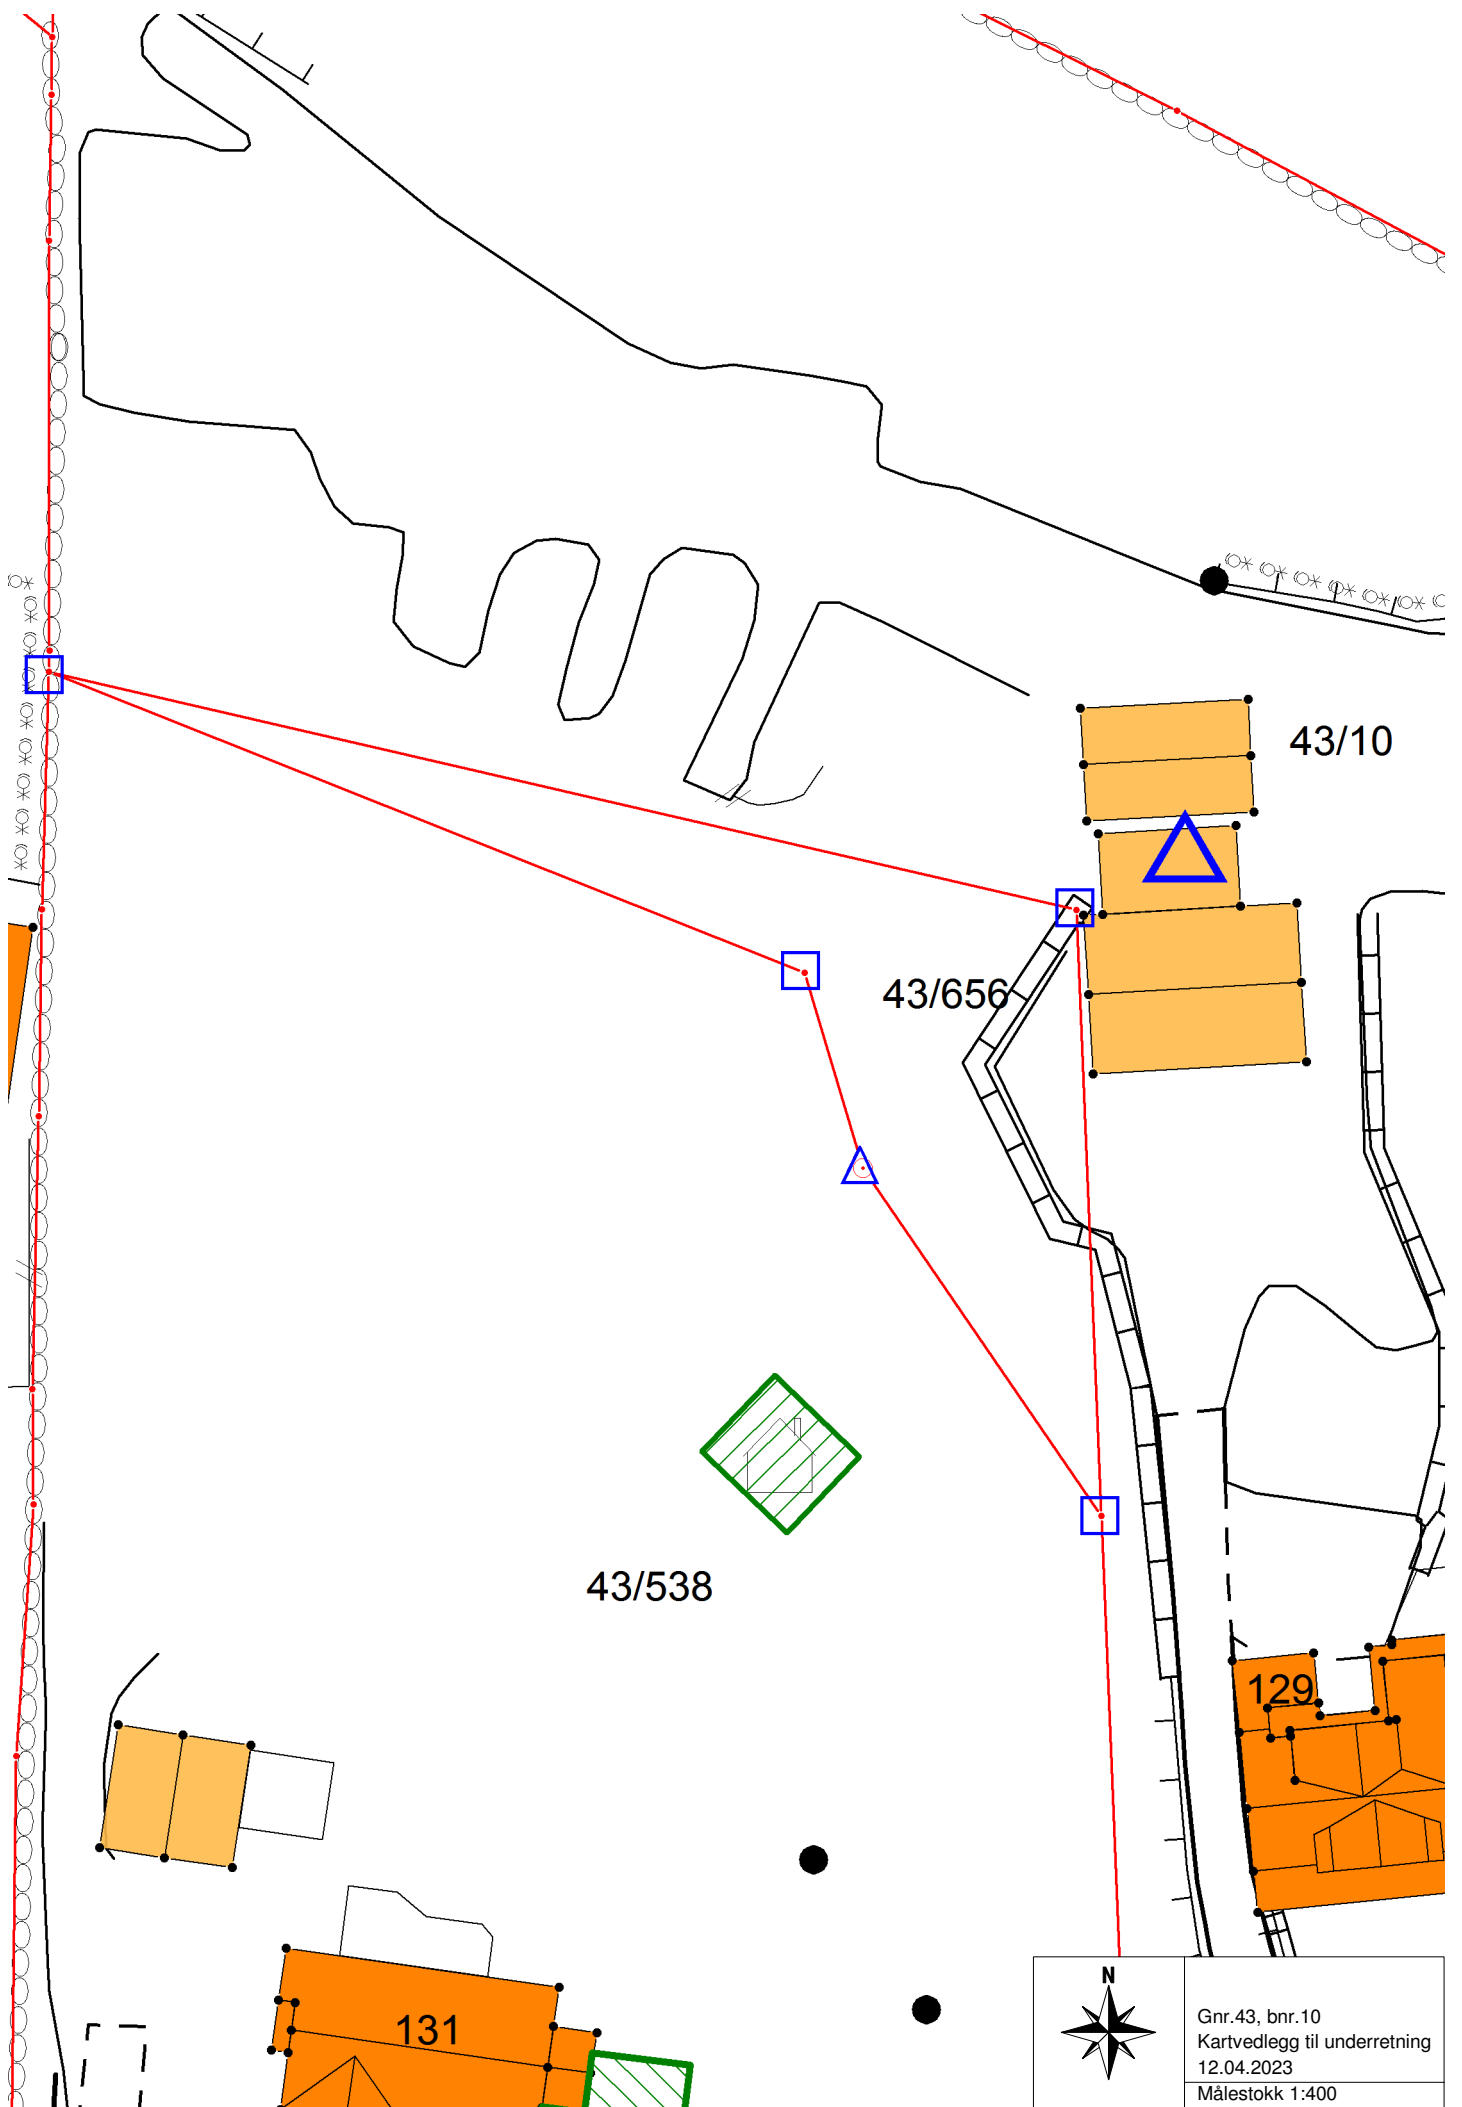 43/10
43/656
43/538
129
131
N
Gnr.43, bnr.10
Kartvedlegg til underretning
12.04.2023
Målestokk 1:400